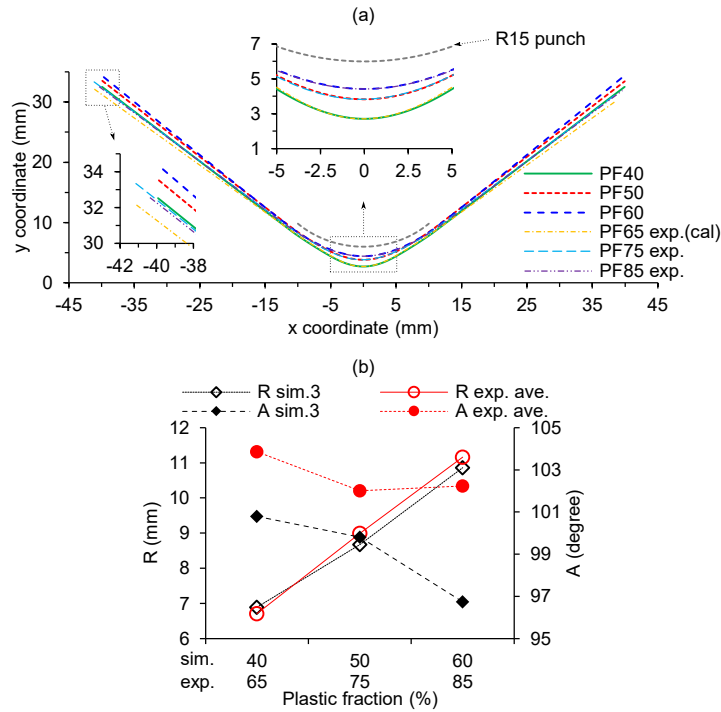 (a)
R15 punch
7
5
3
1
-5 -2.5 0 2.5 5
y coordinate (mm)
35
30
20
10
0
34
33
32
31
30
-42 -40 -38
PF40
PF50
PF60
PF65 exp.(cal)
PF75 exp.
PF85 exp.
-45 -35 -25 -15 -5 5 15 25 35 45
x coordinate (mm)
(b)
R sim.3 R exp. ave.
A sim.3 A exp. ave.
R (mm)
12
11
10
9
8
7
6
105
103
101
99
97
95
A (degree)
sim. 40 50 60
exp. 65 75 85
Plastic fraction (%)